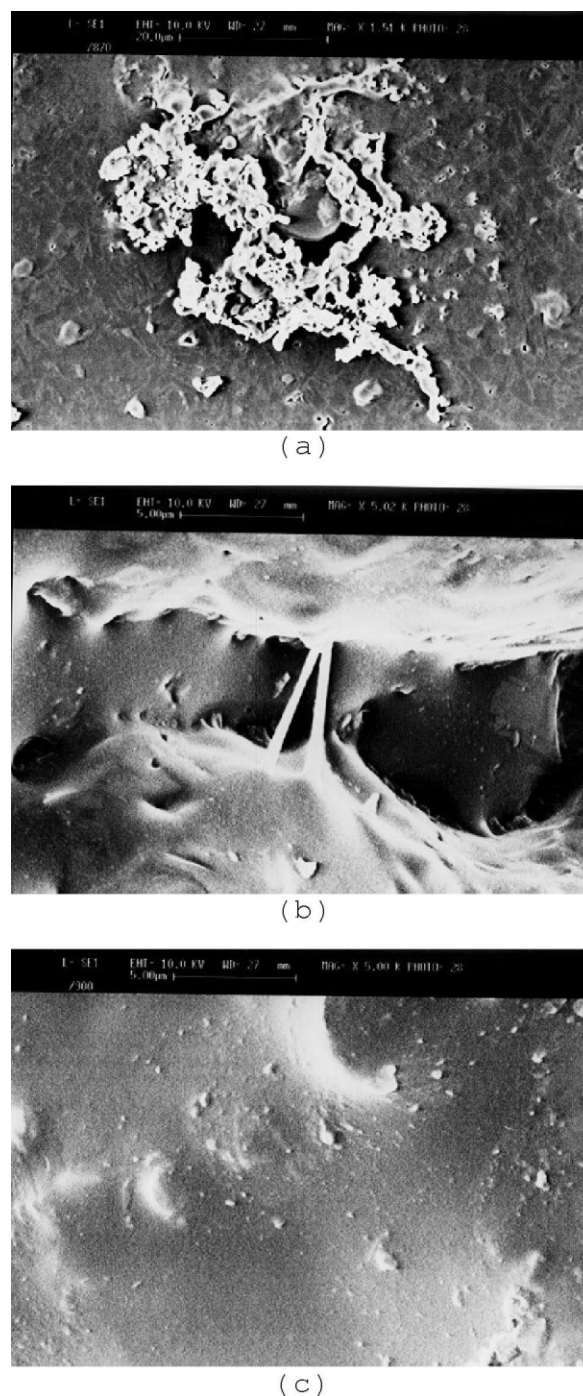 L- SE1 EHT- 10.0 KV WD- 27 mm MAG- X 1.51 K PHOTO- 28
20.0µm
/820
(a)
L- SE1 EHT- 10.0 KV WD- 27 mm MAG- X 5.02 K PHOTO- 28
5.00µm
(b)
L- SE1 EHT- 10.0 KV WD- 27 mm MAG- X 5.00 K PHOTO- 28
5.00µm
/300
(c)